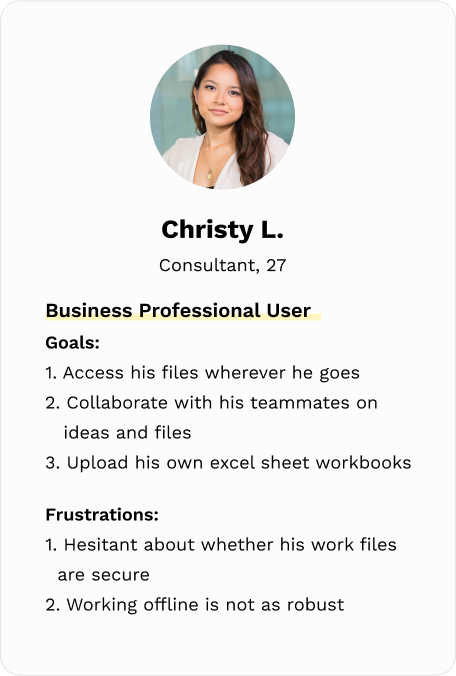 Christy L.
Consultant, 27
Business Professional User
Goals:
1. Access his files wherever he goes
2. Collaborate with his teammates on
ideas and files
3. Upload his own excel sheet workbooks
Frustrations:
1. Hesitant about whether his work files
are secure
2. Working offline is not as robust